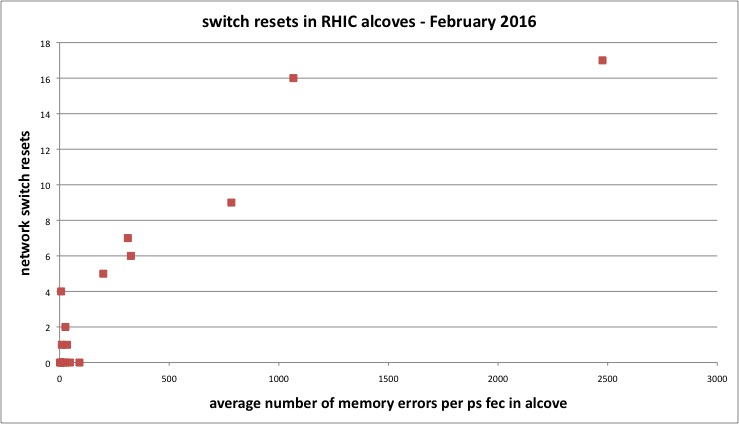 switch resets in RHIC alcoves - February 2016
18
16
14
12
10
8
6
4
2
0
network switch resets
0 500 1000 1500 2000 2500 3000
average number of memory errors per ps fec in alcove